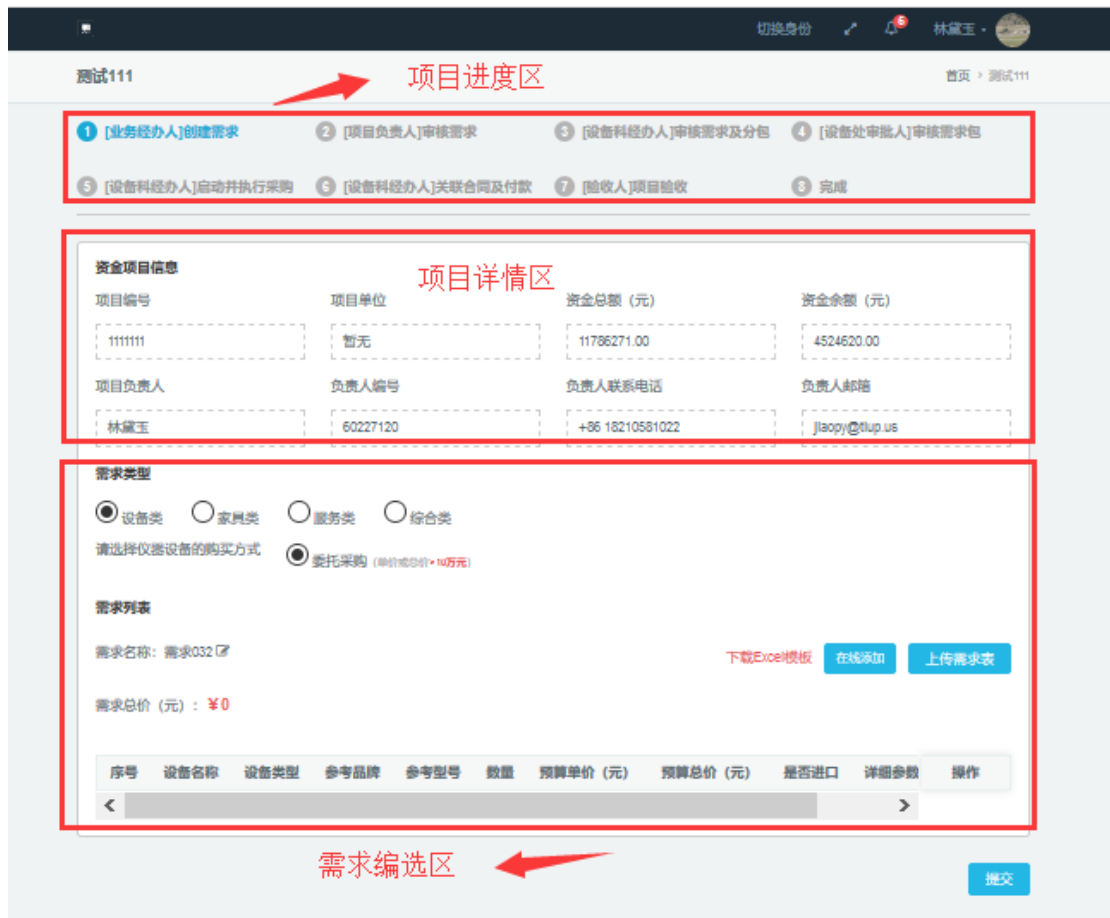 切换身份 5 林黛玉
测试111 项目进度区 首页 > 测试111
1 [业务经办人]创建需求 2 [项目负责人]审核需求 3 [设备科经办人]审核需求及分包 4 [设备处审批人]审核需求包
5 [设备科经办人]启动并执行采购 6 [设备科经办人]关联合同及付款 7 [验收人]项目验收 8 完成
资金项目信息 项目详情区
项目编号 项目单位 资金总额（元） 资金余额（元）
1111111 暂无 11786271.00 4524620.00
项目负责人 负责人编号 负责人联系电话 负责人邮箱
林黛玉 60227120 +86 18210581022 jiaopy@tlup.us
需求类型
设备类 家具类 服务类 综合类
请选择仪器设备的购买方式 委托采购
需求列表
需求名称：需求032 下载Excel模板 在线添加 上传需求表
需求总价（元）：¥0
序号 设备名称 设备类型 参考品牌 参考型号 数量 预算单价（元） 预算总价（元） 是否进口 详细参数 操作
需求编选区
提交